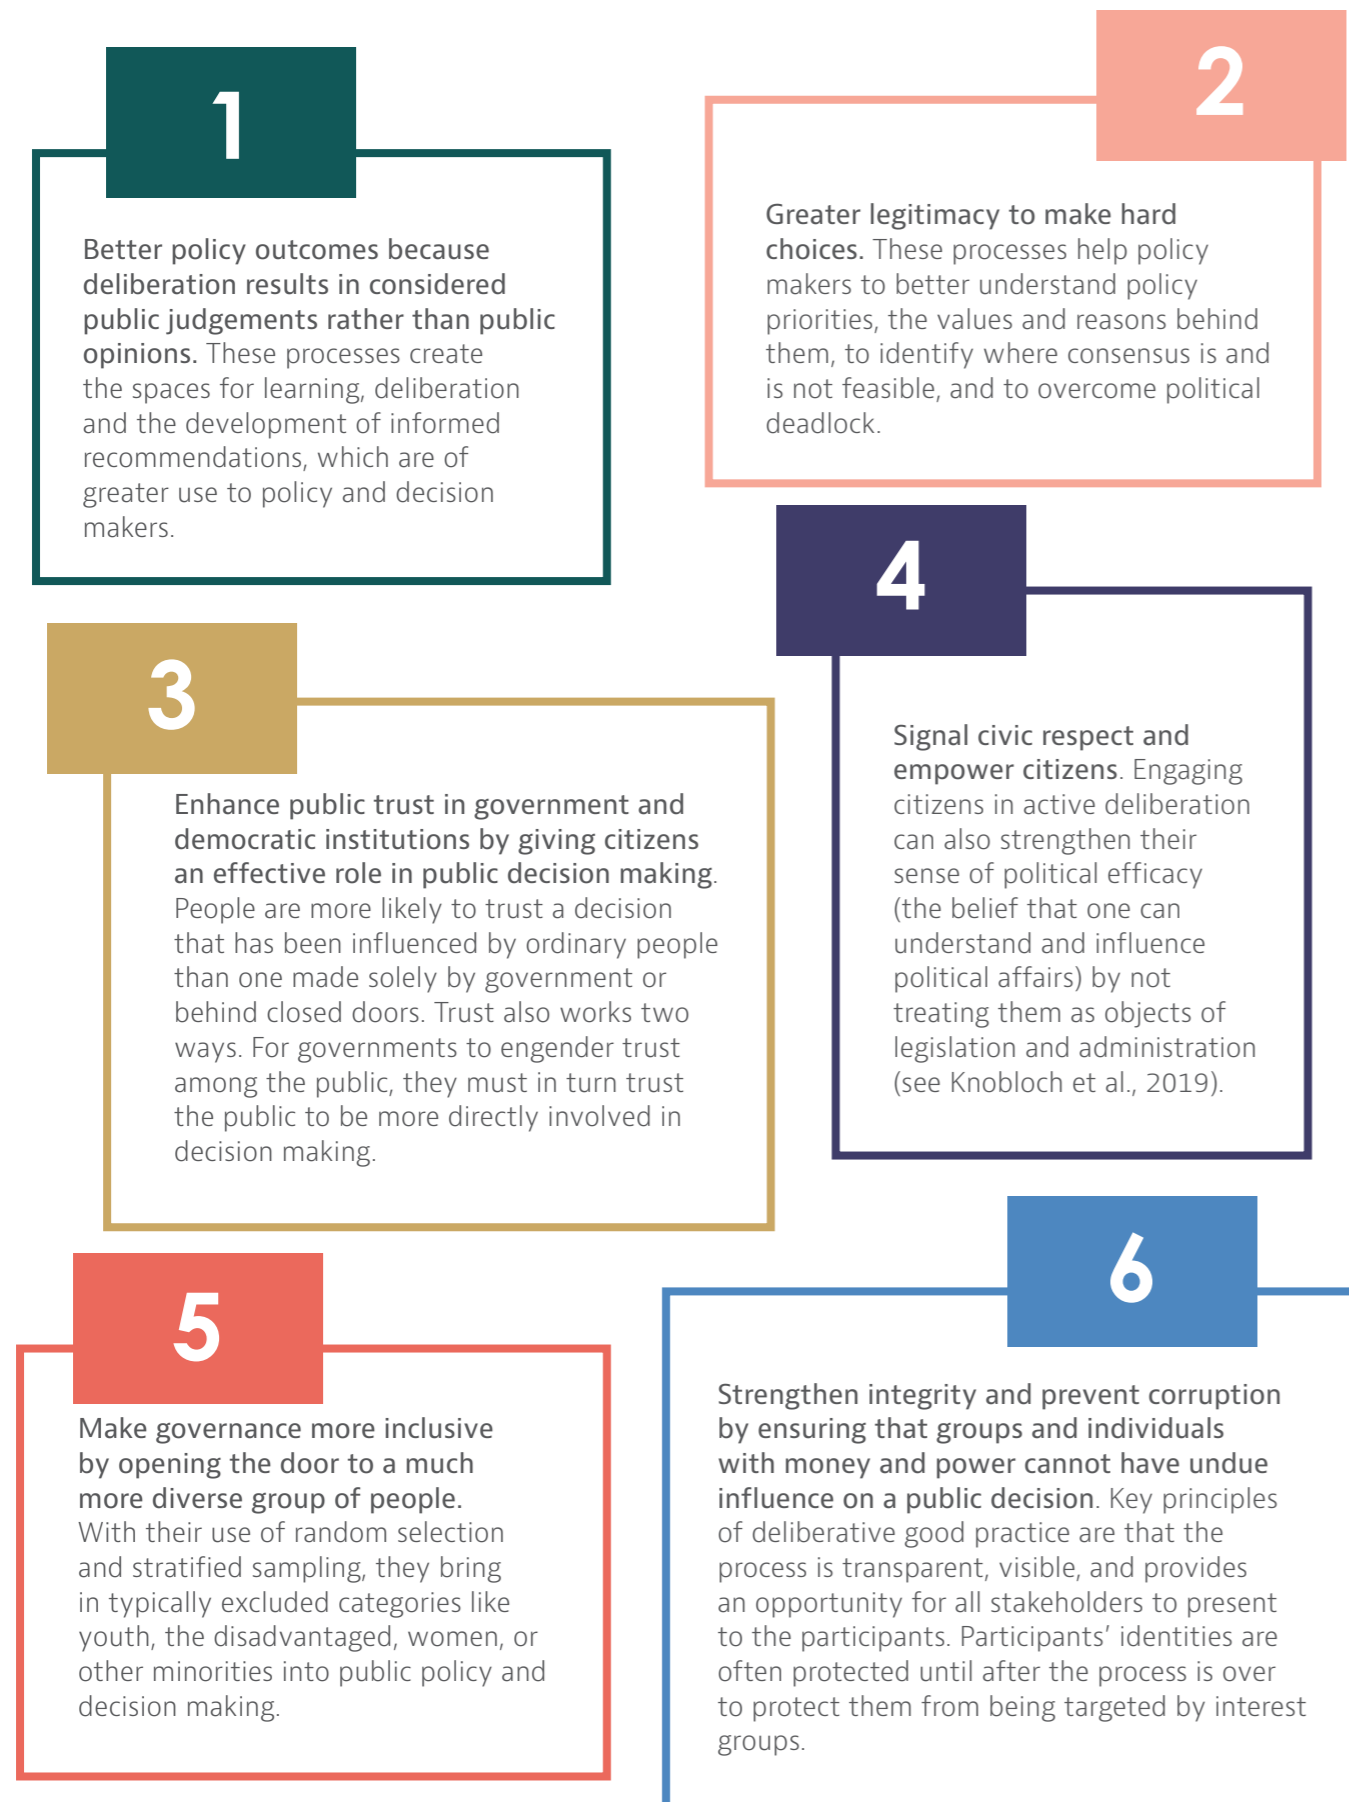 1
Better policy outcomes because
deliberation results in considered
public judgements rather than public
opinions. These processes create
the spaces for learning, deliberation
and the development of informed
recommendations, which are of
greater use to policy and decision
makers.
2
Greater legitimacy to make hard
choices. These processes help policy
makers to better understand policy
priorities, the values and reasons behind
them, to identify where consensus is and
is not feasible, and to overcome political
deadlock.
3
Enhance public trust in government and
democratic institutions by giving citizens
an effective role in public decision making.
People are more likely to trust a decision
that has been influenced by ordinary people
than one made solely by government or
behind closed doors. Trust also works two
ways. For governments to engender trust
among the public, they must in turn trust
the public to be more directly involved in
decision making.
4
Signal civic respect and
empower citizens. Engaging
citizens in active deliberation
can also strengthen their
sense of political efficacy
(the belief that one can
understand and influence
political affairs) by not
treating them as objects of
legislation and administration
(see Knobloch et al., 2019).
5
Make governance more inclusive
by opening the door to a much
more diverse group of people.
With their use of random selection
and stratified sampling, they bring
in typically excluded categories like
youth, the disadvantaged, women, or
other minorities into public policy and
decision making.
6
Strengthen integrity and prevent corruption
by ensuring that groups and individuals
with money and power cannot have undue
influence on a public decision. Key principles
of deliberative good practice are that the
process is transparent, visible, and provides
an opportunity for all stakeholders to present
to the participants. Participants' identities are
often protected until after the process is over
to protect them from being targeted by interest
groups.